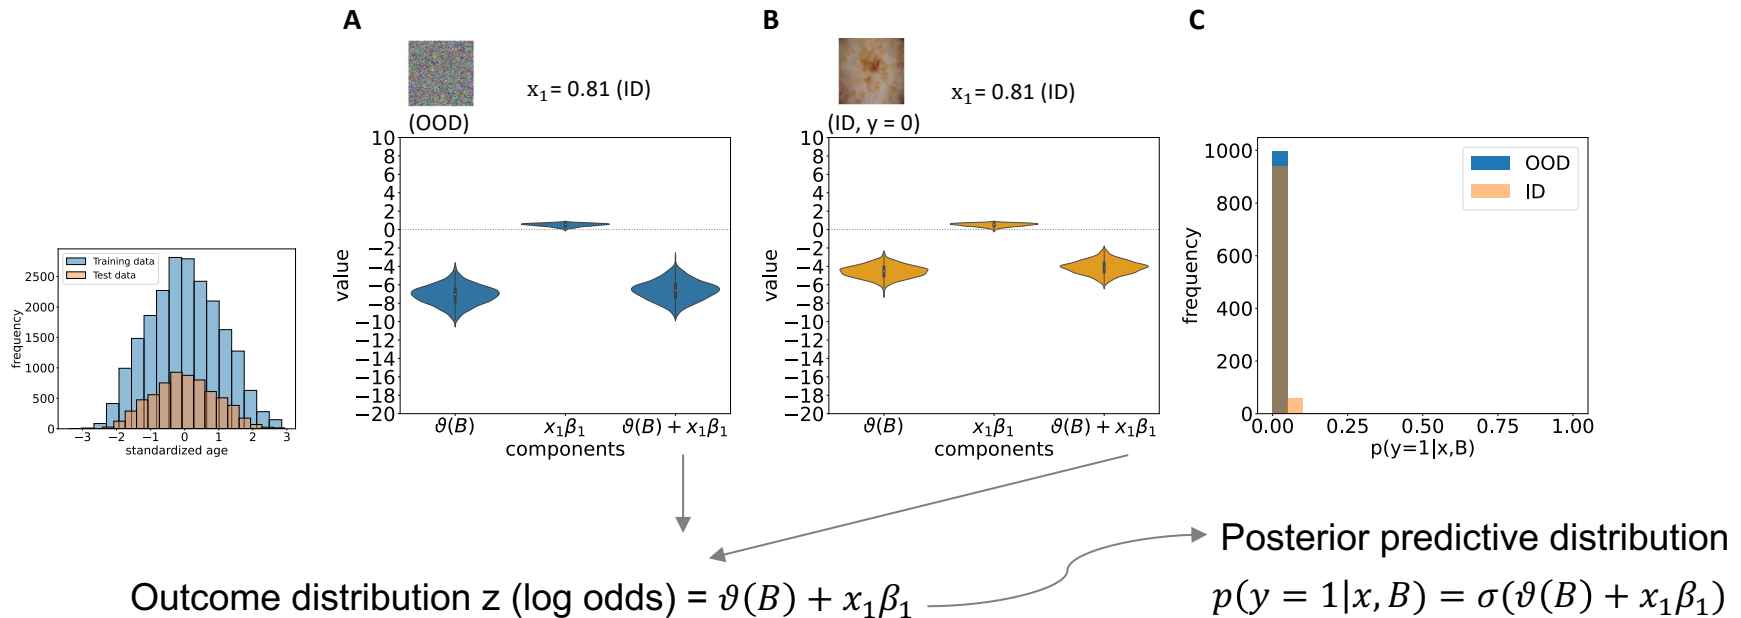 A
B
C
x₁= 0.81 (ID)
x₁= 0.81 (ID)
(OOD)
(ID, y = 0)
Training data
Test data
2500
2000
1500
1000
500
0
frequency
−3
−2
−1
0
1
2
3
standardized age
10
8
6
4
2
0
−2
−4
−6
−8
−10
−12
−14
−16
−18
−20
value
ϑ(B)
x₁β₁
ϑ(B) + x₁β₁
components
10
8
6
4
2
0
−2
−4
−6
−8
−10
−12
−14
−16
−18
−20
value
ϑ(B)
x₁β₁
ϑ(B) + x₁β₁
components
OOD
ID
1000
800
600
400
200
0
frequency
0.00
0.25
0.50
0.75
1.00
p(y=1|x,B)
Outcome distribution z (log odds) = ϑ(B) + x₁β₁
Posterior predictive distribution
p(y = 1|x, B) = σ(ϑ(B) + x₁β₁)